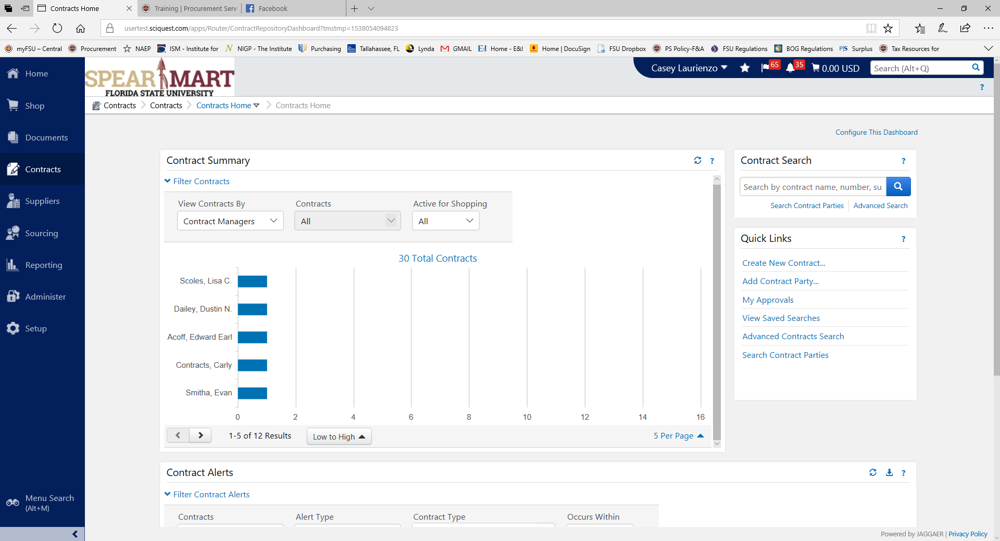 Contracts Home
Training | Procurement Serv
Facebook
usertest.sciquest.com/apps/Router/ContractRepositoryDashboard?tmstmp=1538054094823
myFSU – Central
Procurement
NAEP
ISM - Institute for
NIGP - The Institute
Purchasing
Tallahassee, FL
Lynda
GMAIL
Home - E&I
Home | DocuSign
FSU Dropbox
PS Policy-F&A
FSU Regulations
BOG Regulations
P|S Surplus
Tax Resources for
Home
Shop
Documents
Contracts
Suppliers
Sourcing
Reporting
Administer
Setup
Menu Search
(Alt+M)
SPEAR MART
FLORIDA STATE UNIVERSITY
Casey Laurienzo
65
35
0.00 USD
Search (Alt+Q)
?
Contracts
Contracts
Contracts Home
Contracts Home
Configure This Dashboard
Contract Summary
?
Filter Contracts
View Contracts By
Contracts
Active for Shopping
Contract Managers
All
All
30 Total Contracts
Scoles, Lisa C.
Dailey, Dustin N.
Acoff, Edward Earl
Contracts, Carly
Smitha, Evan
0 2 4 6 8 10 12 14 16
1-5 of 12 Results
Low to High
5 Per Page
Contract Search
?
Search by contract name, number, su
Search Contract Parties
Advanced Search
Quick Links
?
Create New Contract...
Add Contract Party...
My Approvals
View Saved Searches
Advanced Contracts Search
Search Contract Parties
Contract Alerts
?
Filter Contract Alerts
Contracts
Alert Type
Contract Type
Occurs Within
Powered by JAGGAER | Privacy Policy